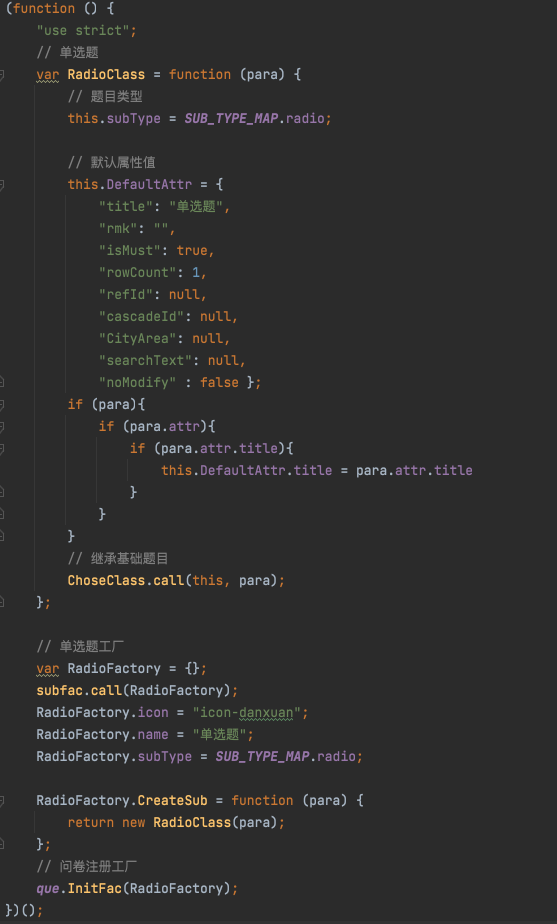 (function () {
    "use strict";
    // 单选题
    var RadioClass = function (para) {
        // 题目类型
        this.subType = SUB_TYPE_MAP.radio;

        // 默认属性值
        this.DefaultAttr = {
            "title": "单选题",
            "rmk": "",
            "isMust": true,
            "rowCount": 1,
            "refId": null,
            "cascadeId": null,
            "CityArea": null,
            "searchText": null,
            "noModify" : false };
        if (para){
            if (para.attr){
                if (para.attr.title){
                    this.DefaultAttr.title = para.attr.title
                }
            }
        }
        // 继承基础题目
        ChoseClass.call(this, para);
    };

    // 单选题工厂
    var RadioFactory = {};
    subfac.call(RadioFactory);
    RadioFactory.icon = "icon-danxuan";
    RadioFactory.name = "单选题";
    RadioFactory.subType = SUB_TYPE_MAP.radio;

    RadioFactory.CreateSub = function (para) {
        return new RadioClass(para);
    };
    // 问卷注册工厂
    que.InitFac(RadioFactory);
})();